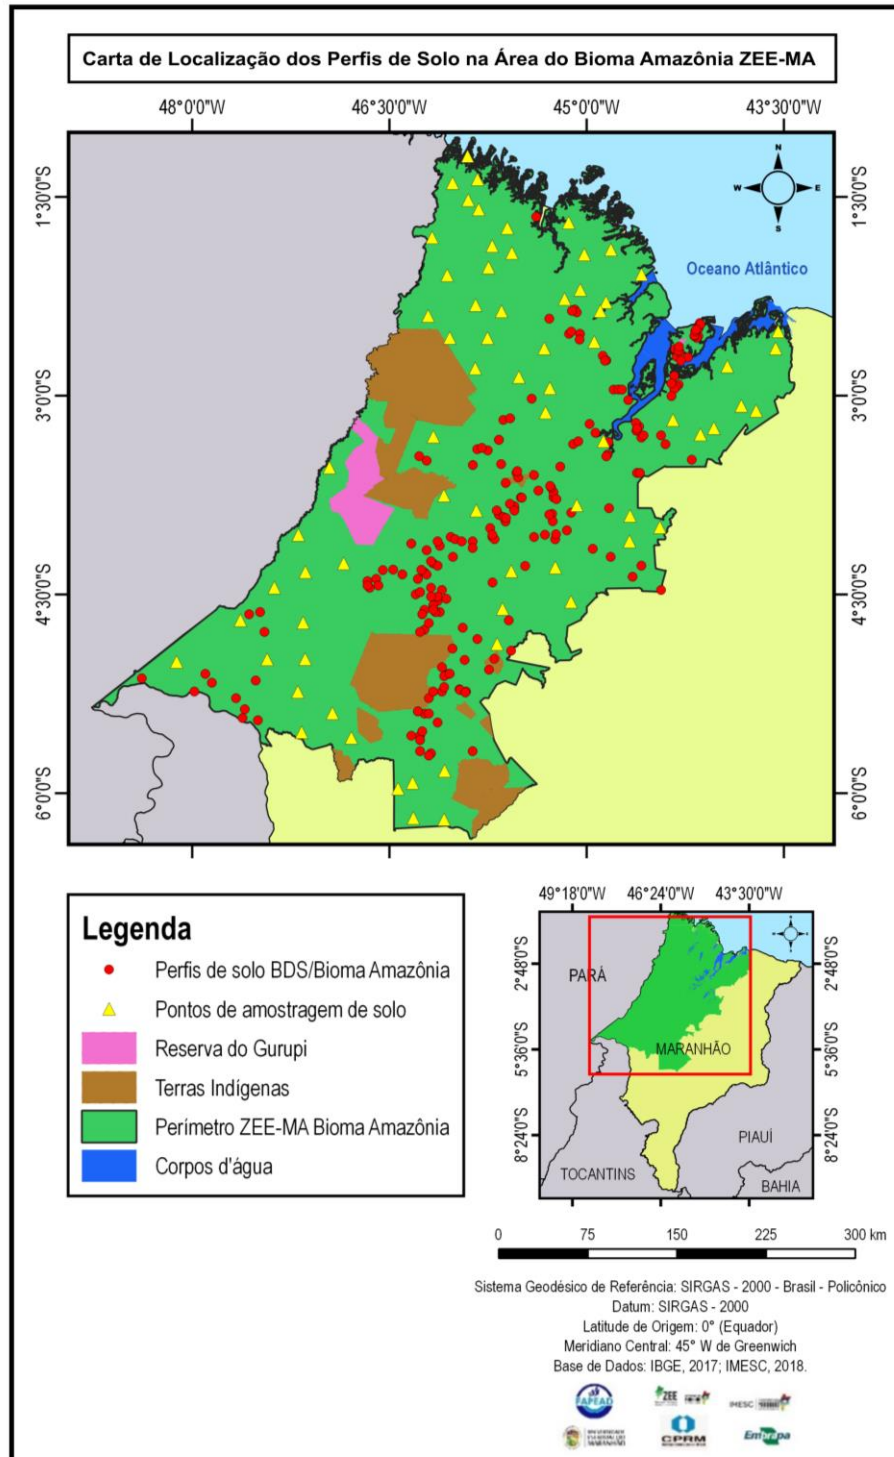 Carta de Localização dos Perfis de Solo na Área do Bioma Amazônia ZEE-MA
48°0'0"W 46°30'0"W 45°0'0"W 43°30'0"W
N
W E
S
1°30'0"S 1°30'0"S
Oceano Atlântico
3°0'0"S 3°0'0"S
4°30'0"S 4°30'0"S
6°0'0"S 6°0'0"S
Legenda
Perfis de solo BDS/Bioma Amazônia
Pontos de amostragem de solo
Reserva do Gurupi
Terras Indígenas
Perímetro ZEE-MA Bioma Amazônia
Corpos d'água
49°18'0"W 46°24'0"W 43°30'0"W
2°48'0"S 2°48'0"S
PARÁ
5°36'0"S 5°36'0"S
MARANHÃO
8°24'0"S 8°24'0"S
PIAUÍ
TOCANTINS
BAHIA
0 75 150 225 300 km
Sistema Geodésico de Referência: SIRGAS - 2000 - Brasil - Policônico
Datum: SIRGAS - 2000
Latitude de Origem: 0° (Equador)
Meridiano Central: 45° W de Greenwich
Base de Dados: IBGE, 2017; IMESC, 2018.
FAPEAD ZEE IMESC
CPRM Embrapa